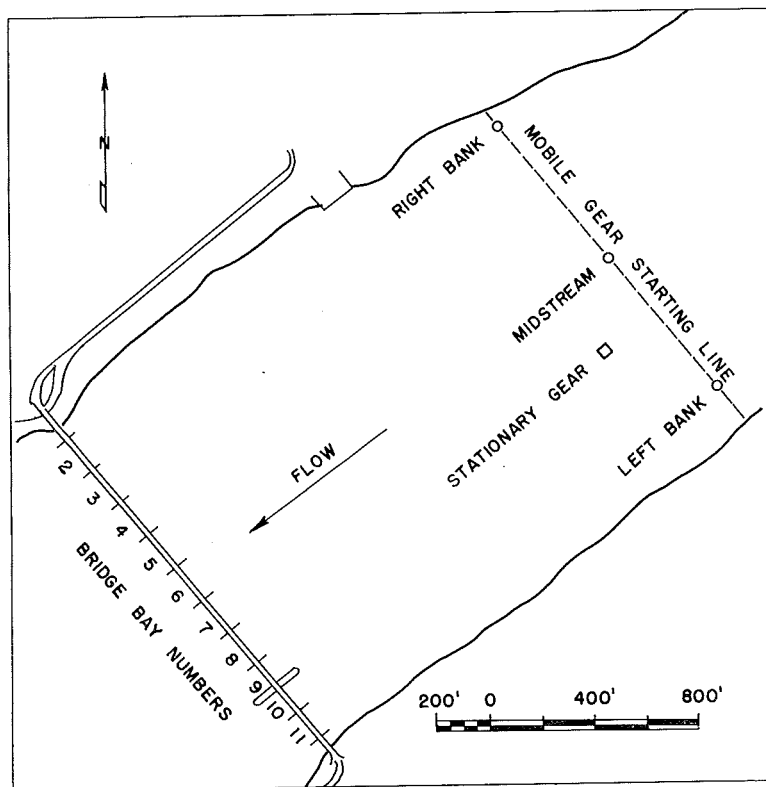 N
RIGHT BANK
MOBILE GEAR STARTING LINE
MIDSTREAM
STATIONARY GEAR
LEFT BANK
FLOW
2
3
4
5
6
7
8
9
10
11
BRIDGE BAY NUMBERS
200' 0 400' 800'